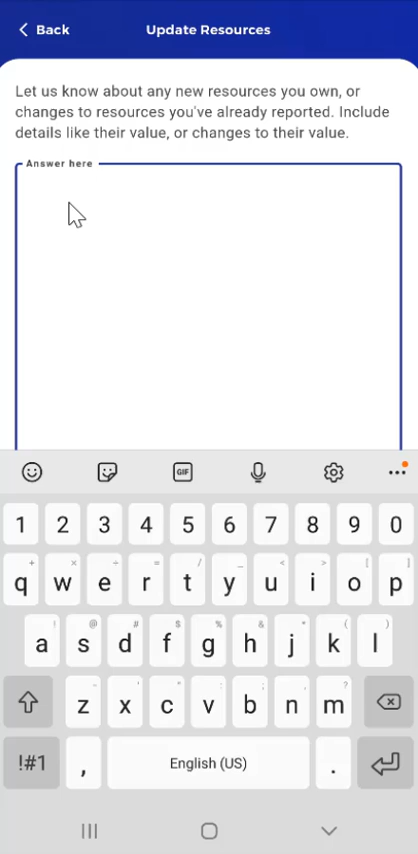 Back Update Resources
Let us know about any new resources you own, or
changes to resources you've already reported. Include
details like their value, or changes to their value.
Answer here
GIF
1 2 3 4 5 6 7 8 9 0
+ × ÷ = / _ < > [ ]
q w e r t y u i o p
! @ # $ % ^ & * ( )
a s d f g h j k l
- ' " : ; , ?
z x c v b n m
!#1 , English (US) .